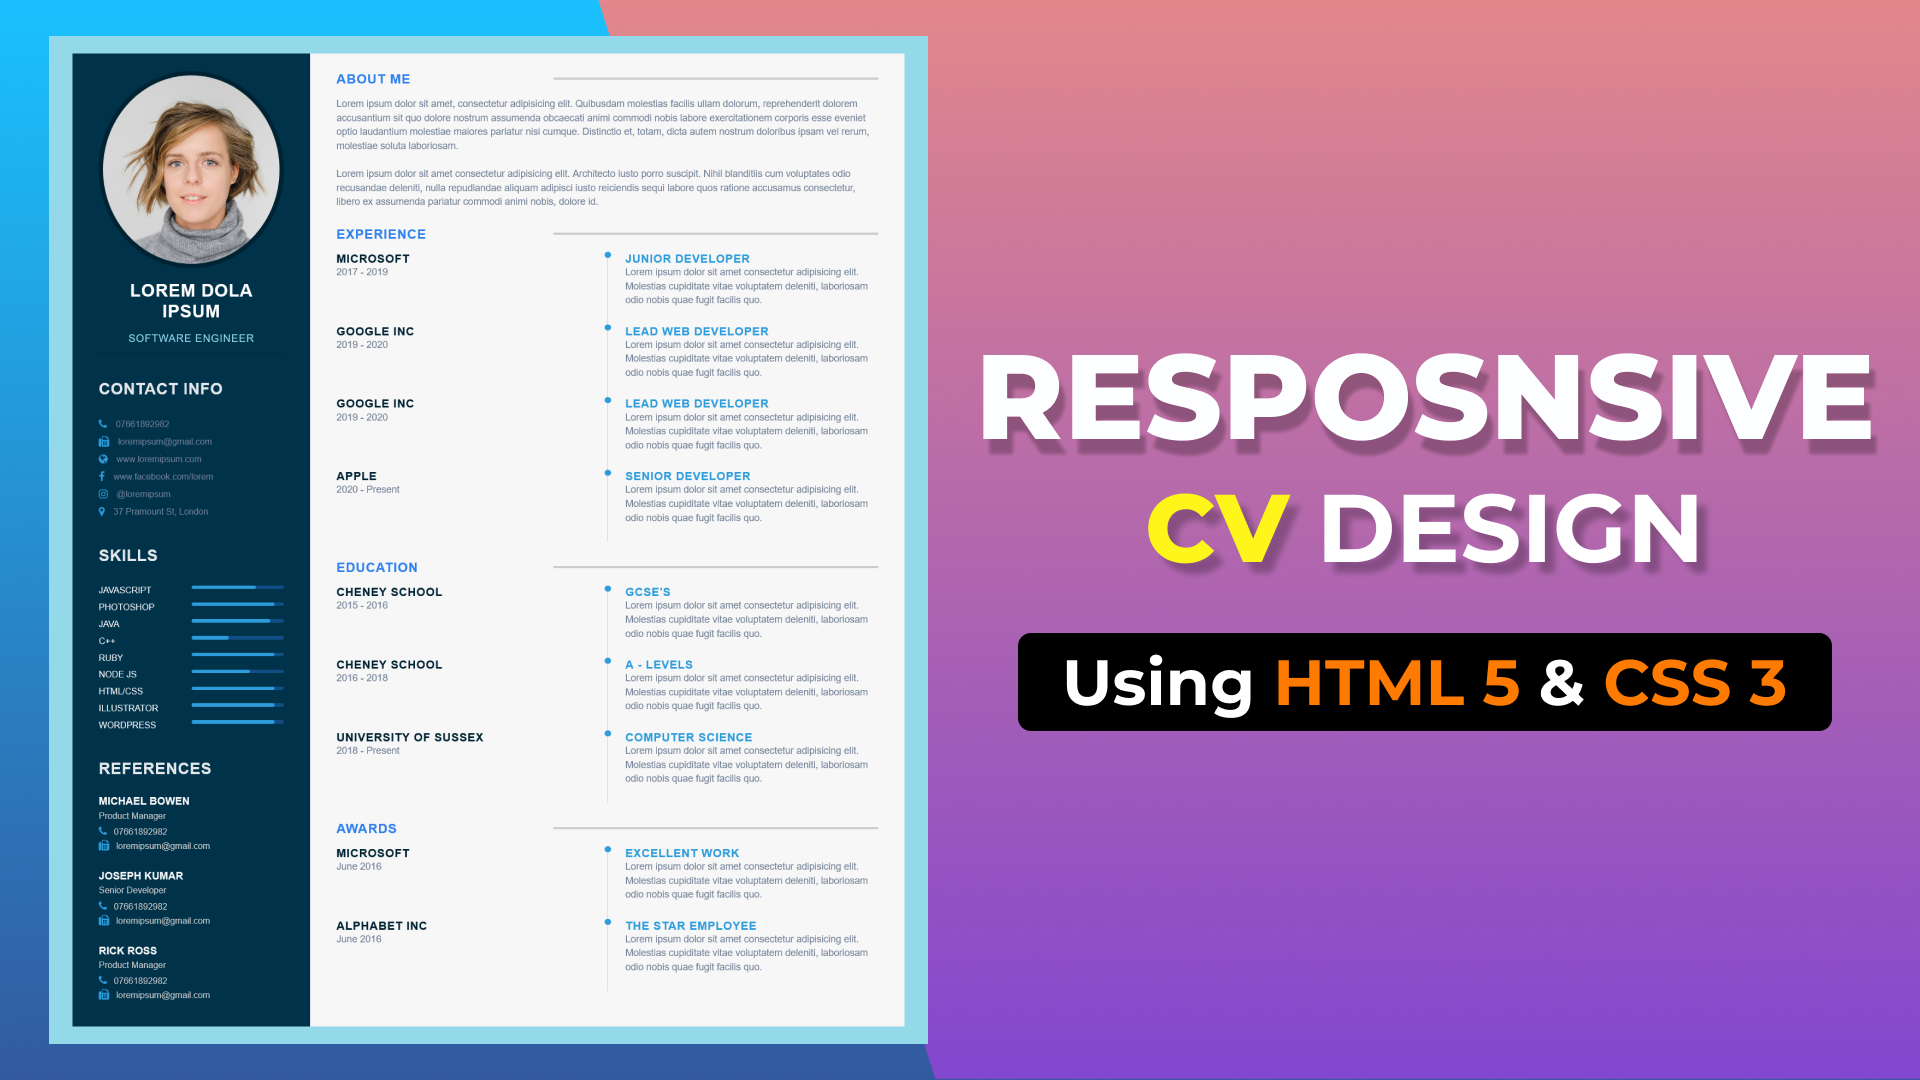 LOREM DOLA
IPSUM
SOFTWARE ENGINEER
CONTACT INFO
07661892982
loremipsum@gmail.com
www.loremipsum.com
www.facebook.com/lorem
@loremipsum
37 Pramount St, London
SKILLS
JAVASCRIPT
PHOTOSHOP
JAVA
C++
RUBY
NODE JS
HTML/CSS
ILLUSTRATOR
WORDPRESS
REFERENCES
MICHAEL BOWEN
Product Manager
07661892982
loremipsum@gmail.com
JOSEPH KUMAR
Senior Developer
07661892982
loremipsum@gmail.com
RICK ROSS
Product Manager
07661892982
loremipsum@gmail.com
ABOUT ME
Lorem ipsum dolor sit amet, consectetur adipisicing elit. Quibusdam molestias facilis ullam dolorum, reprehenderit dolorem
accusantium sit quo dolore nostrum assumenda obcaecati animi commodi nobis labore exercitationem corporis esse eveniet
optio laudantium molestiae maiores pariatur nisi cumque. Distinctio et, totam, dicta autem nostrum doloribus ipsam vel rerum,
molestiae soluta laboriosam.
Lorem ipsum dolor sit amet consectetur adipisicing elit. Architecto iusto porro suscipit. Nihil blanditiis cum voluptates odio
recusandae deleniti, nulla repudiandae aliquam adipisci iusto reiciendis sequi labore quos ratione accusamus consectetur,
libero ex assumenda pariatur commodi animi nobis, dolore id.
EXPERIENCE
MICROSOFT
2017 - 2019
JUNIOR DEVELOPER
Lorem ipsum dolor sit amet consectetur adipisicing elit.
Molestias cupiditate vitae voluptatem deleniti, laboriosam
odio nobis quae fugit facilis quo.
GOOGLE INC
2019 - 2020
LEAD WEB DEVELOPER
Lorem ipsum dolor sit amet consectetur adipisicing elit.
Molestias cupiditate vitae voluptatem deleniti, laboriosam
odio nobis quae fugit facilis quo.
GOOGLE INC
2019 - 2020
LEAD WEB DEVELOPER
Lorem ipsum dolor sit amet consectetur adipisicing elit.
Molestias cupiditate vitae voluptatem deleniti, laboriosam
odio nobis quae fugit facilis quo.
APPLE
2020 - Present
SENIOR DEVELOPER
Lorem ipsum dolor sit amet consectetur adipisicing elit.
Molestias cupiditate vitae voluptatem deleniti, laboriosam
odio nobis quae fugit facilis quo.
EDUCATION
CHENEY SCHOOL
2015 - 2016
GCSE'S
Lorem ipsum dolor sit amet consectetur adipisicing elit.
Molestias cupiditate vitae voluptatem deleniti, laboriosam
odio nobis quae fugit facilis quo.
CHENEY SCHOOL
2016 - 2018
A - LEVELS
Lorem ipsum dolor sit amet consectetur adipisicing elit.
Molestias cupiditate vitae voluptatem deleniti, laboriosam
odio nobis quae fugit facilis quo.
UNIVERSITY OF SUSSEX
2018 - Present
COMPUTER SCIENCE
Lorem ipsum dolor sit amet consectetur adipisicing elit.
Molestias cupiditate vitae voluptatem deleniti, laboriosam
odio nobis quae fugit facilis quo.
AWARDS
MICROSOFT
June 2016
EXCELLENT WORK
Lorem ipsum dolor sit amet consectetur adipisicing elit.
Molestias cupiditate vitae voluptatem deleniti, laboriosam
odio nobis quae fugit facilis quo.
ALPHABET INC
June 2016
THE STAR EMPLOYEE
Lorem ipsum dolor sit amet consectetur adipisicing elit.
Molestias cupiditate vitae voluptatem deleniti, laboriosam
odio nobis quae fugit facilis quo.
RESPOSNSIVE
CV DESIGN
Using HTML 5 & CSS 3